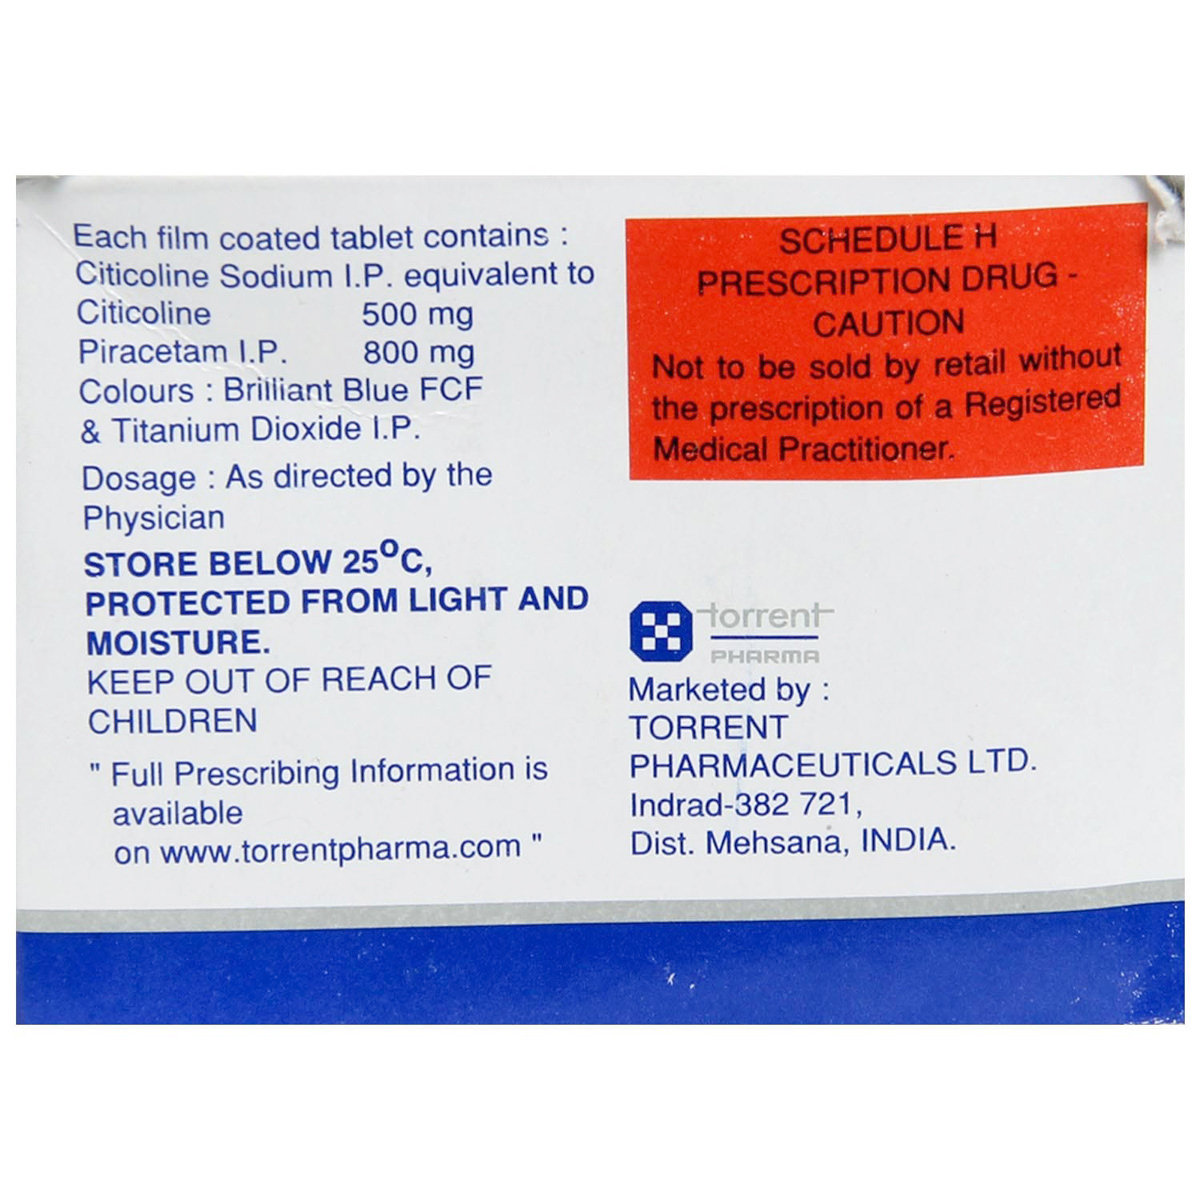 Each film coated tablet contains :
Citicoline Sodium I.P. equivalent to
Citicoline 500 mg
Piracetam I.P. 800 mg
Colours : Brilliant Blue FCF
& Titanium Dioxide I.P.
Dosage : As directed by the
Physician
STORE BELOW 25°C,
PROTECTED FROM LIGHT AND
MOISTURE.
KEEP OUT OF REACH OF
CHILDREN
" Full Prescribing Information is
available
on www.torrentpharma.com "
SCHEDULE H
PRESCRIPTION DRUG -
CAUTION
Not to be sold by retail without
the prescription of a Registered
Medical Practitioner.
torrent
PHARMA
Marketed by :
TORRENT
PHARMACEUTICALS LTD.
Indrad-382 721,
Dist. Mehsana, INDIA.